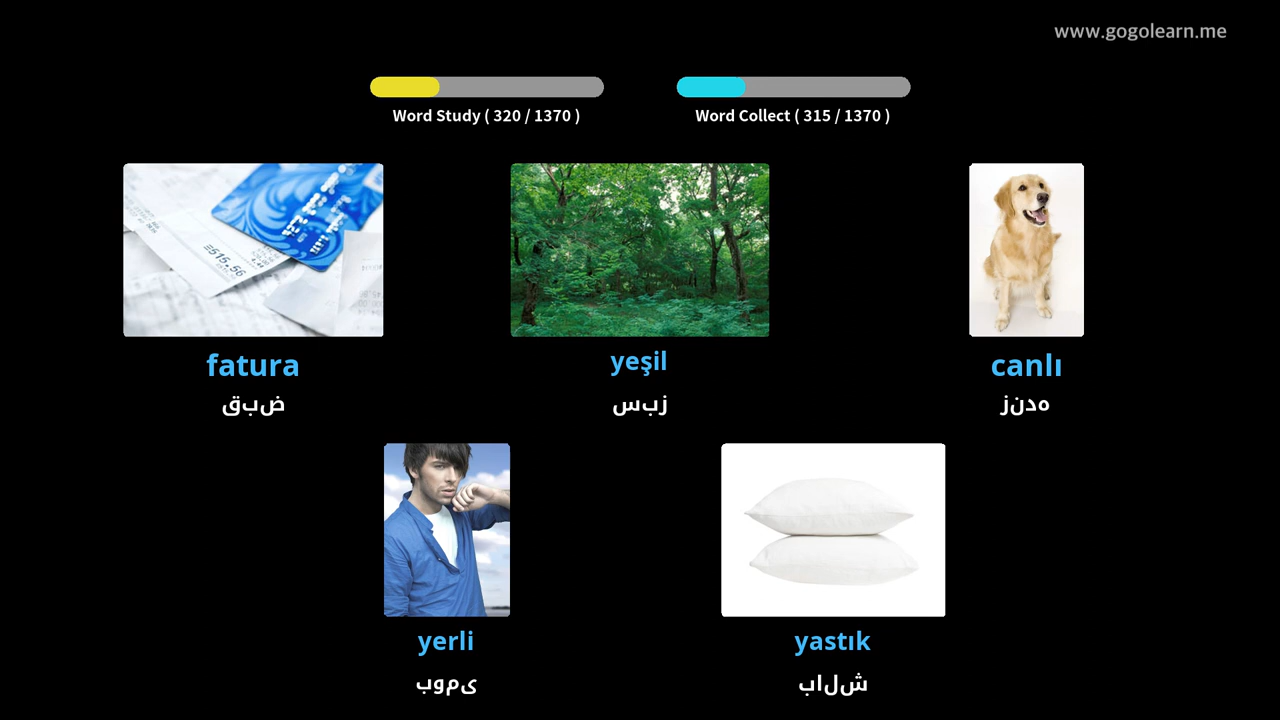 www.gogolearn.me
Word Study ( 320 / 1370 )
Word Collect ( 315 / 1370 )
fatura
ضبق
yeşil
زبس
canlı
هدنز
yerli
یموب
yastık
شلاب